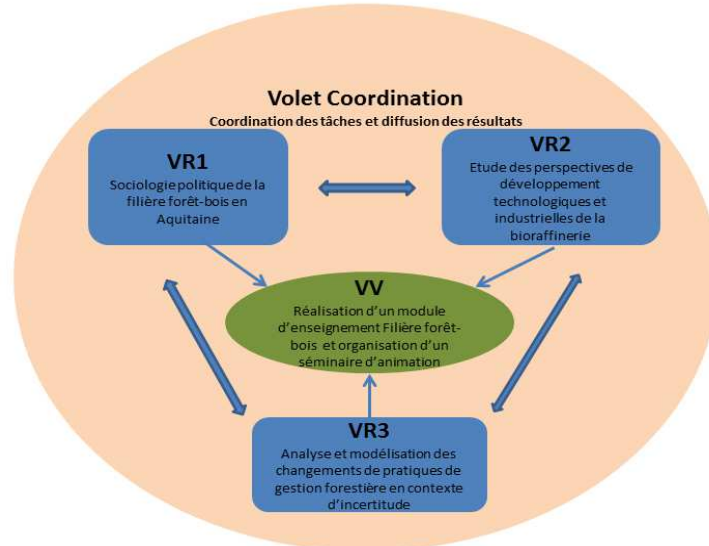 Volet Coordination
Coordination des tâches et diffusion des résultats
VR1
Sociologie politique de la
filière forêt-bois en
Aquitaine
VR2
Etude des perspectives de
développement
technologiques et
industrielles de la
bioraffinerie
VV
Réalisation d'un module
d'enseignement Filière forêt-
bois et organisation d'un
séminaire d'animation
VR3
Analyse et modélisation des
changements de pratiques de
gestion forestière en contexte
d'incertitude